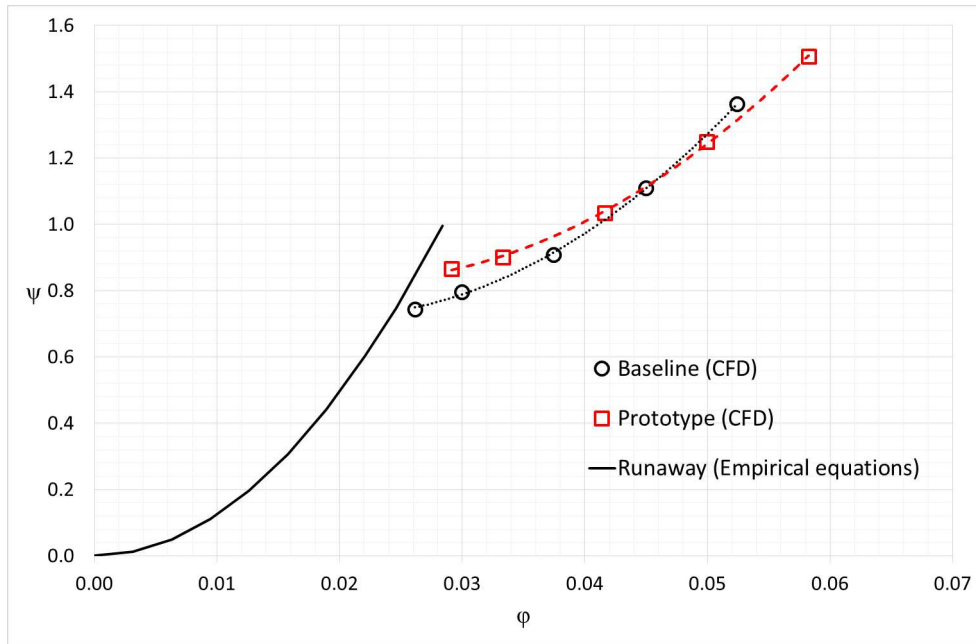 1.6
1.4
1.2
1.0
ψ
0.8
0.6
0.4
0.2
0.0
Baseline (CFD)
Prototype (CFD)
Runaway (Empirical equations)
0.00 0.01 0.02 0.03 0.04 0.05 0.06 0.07
φ